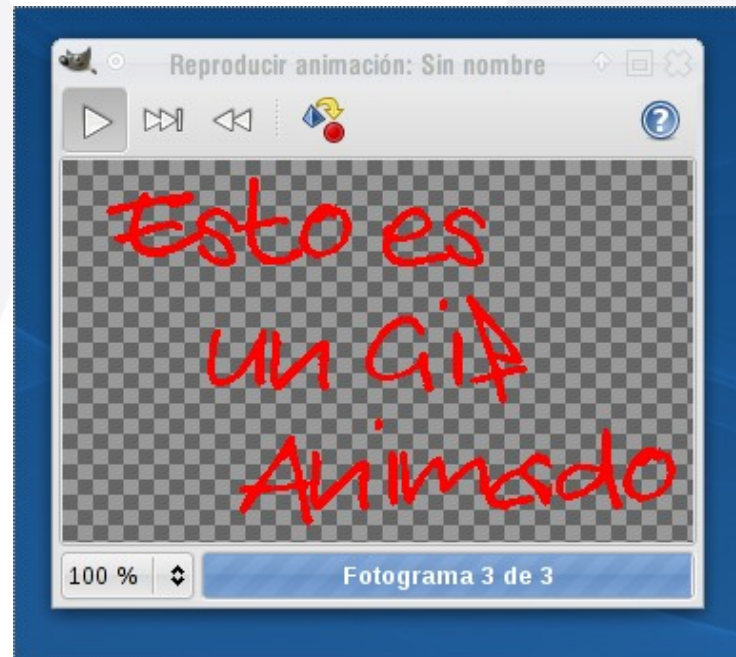 Reproducir animación: Sin nombre
Esto es
un Gif
Animado
100 %
Fotograma 3 de 3